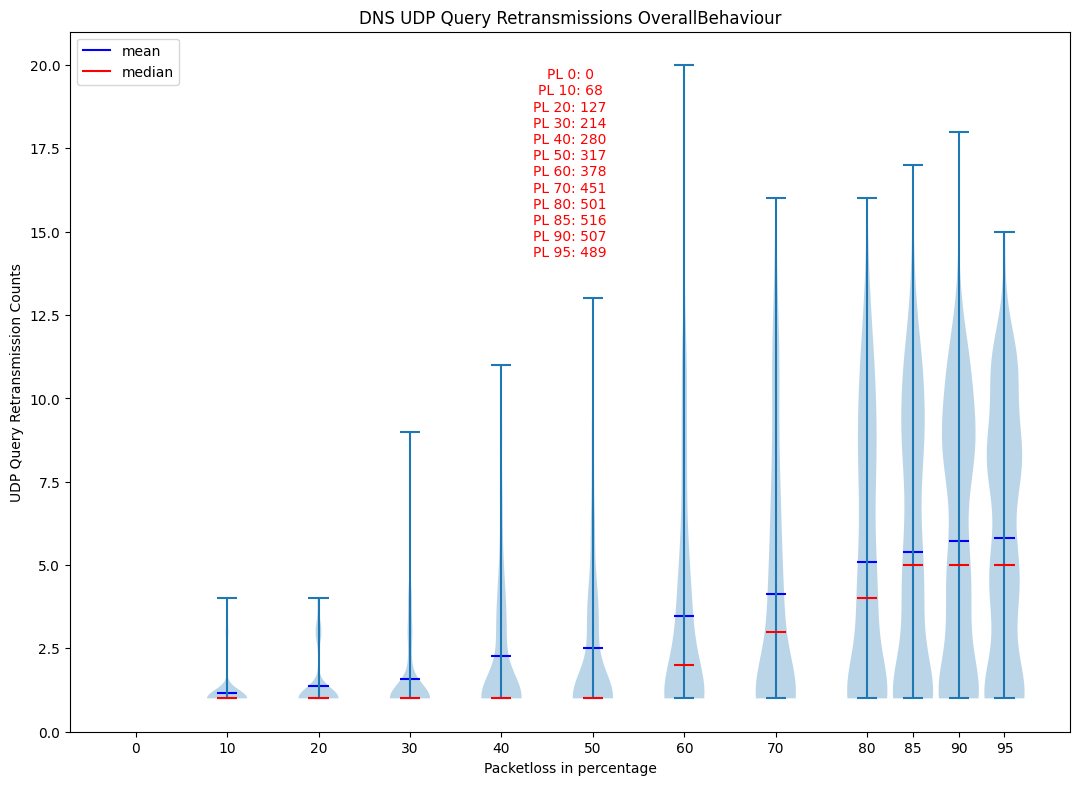 DNS UDP Query Retransmissions OverallBehaviour
mean
median
PL 0: 0
PL 10: 68
PL 20: 127
PL 30: 214
PL 40: 280
PL 50: 317
PL 60: 378
PL 70: 451
PL 80: 501
PL 85: 516
PL 90: 507
PL 95: 489
UDP Query Retransmission Counts
20.0
17.5
15.0
12.5
10.0
7.5
5.0
2.5
0.0
0 10 20 30 40 50 60 70 80 85 90 95
Packetloss in percentage